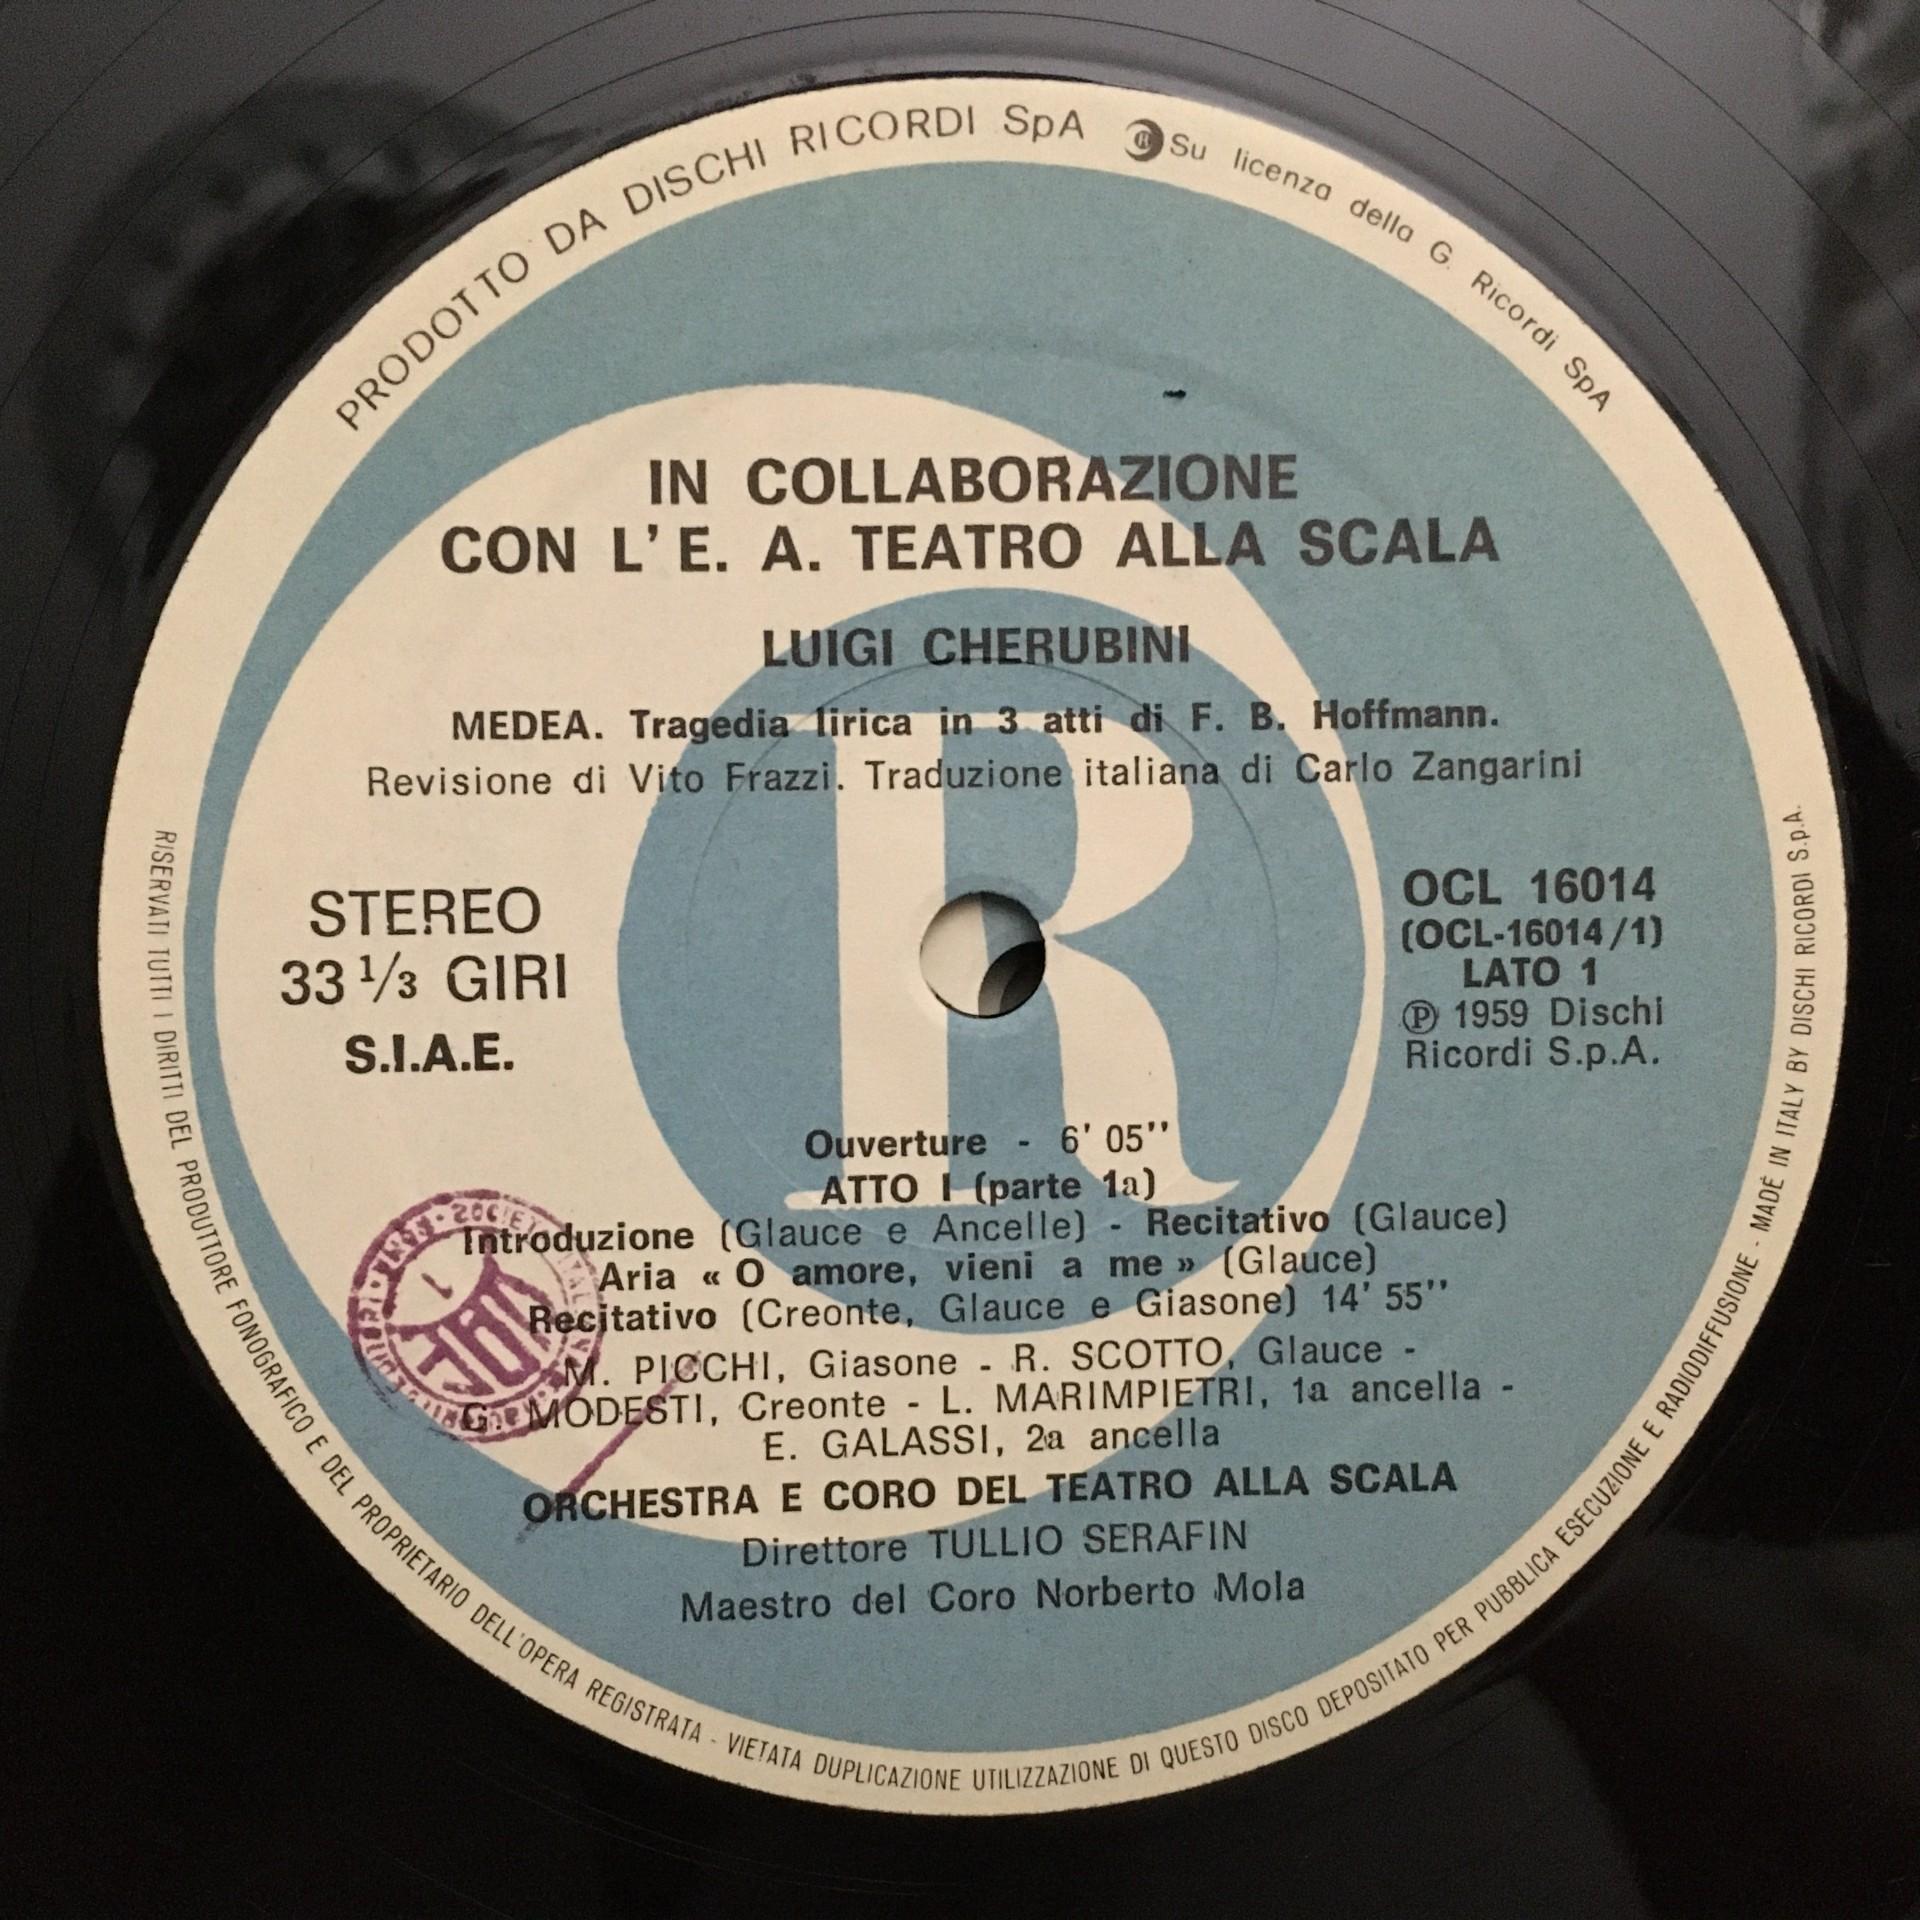 PRODOTTO DA DISCHI RICORDI SpA
Su licenza della G. Ricordi SpA
IN COLLABORAZIONE
CON L' E. A. TEATRO ALLA SCALA
LUIGI CHERUBINI
MEDEA. Tragedia lirica in 3 atti di F. B. Hoffmann.
Revisione di Vito Frazzi. Traduzione italiana di Carlo Zangarini
R
STEREO
33 1/3 GIRI
S.I.A.E.
OCL 16014
(OCL-16014/1)
LATO 1
℗ 1959 Dischi
Ricordi S.p.A.
Ouverture - 6' 05''
ATTO I (parte 1a)
Introduzione (Glauce e Ancelle) - Recitativo (Glauce)
Aria « O amore, vieni a me » (Glauce)
Recitativo (Creonte, Glauce e Giasone) 14' 55''
M. PICCHI, Giasone - R. SCOTTO, Glauce -
G. MODESTI, Creonte - L. MARIMPIETRI, 1a ancella -
E. GALASSI, 2a ancella
ORCHESTRA E CORO DEL TEATRO ALLA SCALA
Direttore TULLIO SERAFIN
Maestro del Coro Norberto Mola
RISERVATI TUTTI I DIRITTI DEL PRODUTTORE FONOGRAFICO E DEL PROPRIETARIO DELL'OPERA REGISTRATA - VIETATA DUPLICAZIONE UTILIZZAZIONE DI QUESTO DISCO DEPOSITATO PER PUBBLICA ESECUZIONE E RADIODIFFUSIONE - MADE IN ITALY BY DISCHI RICORDI S.p.A.